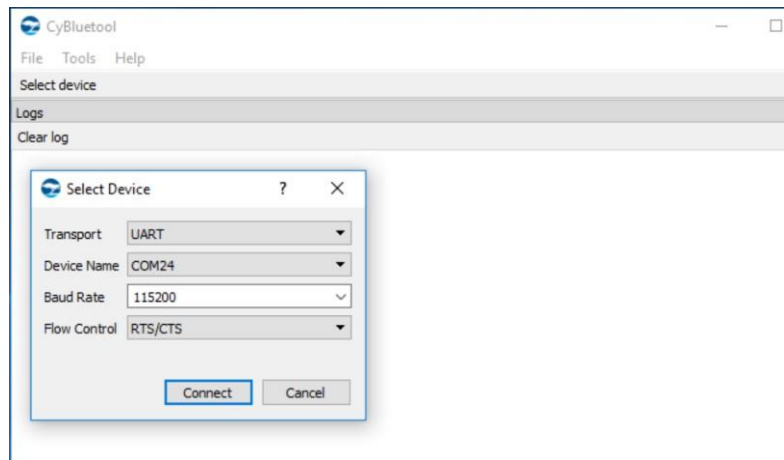 CyBluetool
File Tools Help
Select device
Logs
Clear log
Select Device ?
Transport UART
Device Name COM24
Baud Rate 115200
Flow Control RTS/CTS
Connect Cancel